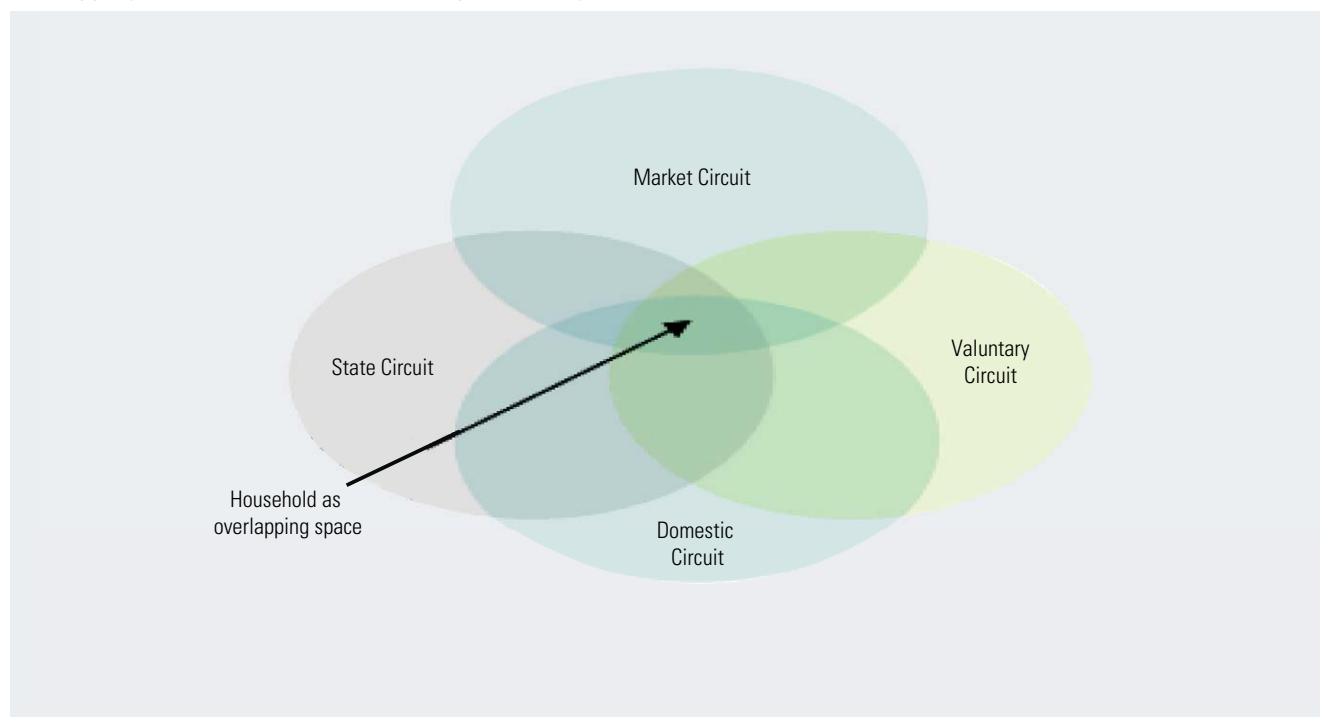 Market Circuit
State Circuit
Valuntary
Circuit
Household as
overlapping space
Domestic
Circuit